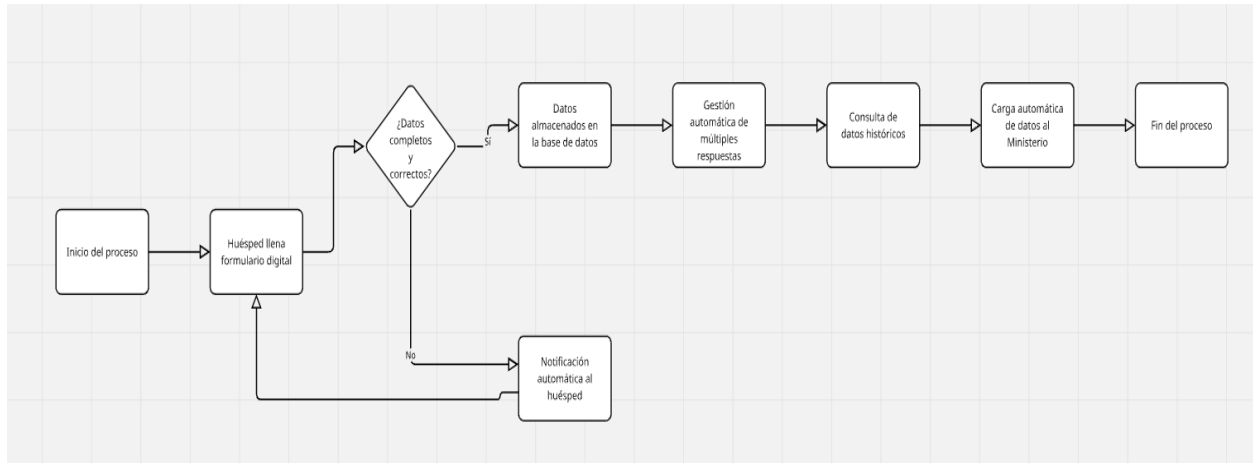 Inicio del proceso
Huésped llena
formulario digital
¿Datos
completos
y
correctos?
Sí
Datos
almacenados en
la base de datos
Gestión
automática de
múltiples
respuestas
Consulta de
datos históricos
Carga automática
de datos al
Ministerio
Fin del proceso
No
Notificación
automática al
huésped